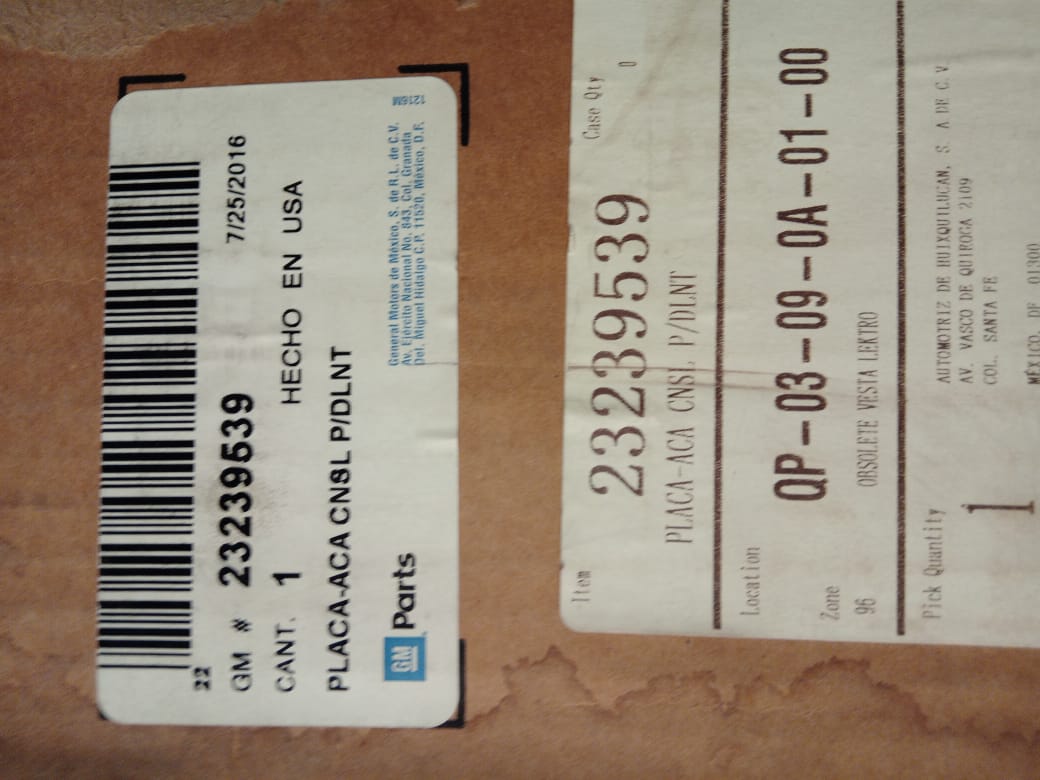 22
GM # 23239539 7/25/2016
CANT. 1 HECHO EN USA
PLACA-ACA CNSL P/DLNT
GM Parts
General Motors de México, S. de R.L. de C.V.
Av. Ejército Nacional No. 843, Col. Granada
Del. Miguel Hidalgo C.P. 11520, México, D.F.
Item Case Qty
23239539 0
PLACA-ACA CNSL P/DLNT
Location
QP-03-09-0A-01-00
Zone
96 OBSOLETE VESTA LEKTRO
Pick Quantity
1
AUTOMOTRIZ DE HUIXQUILUCAN, S. A DE C.V.
AV. VASCO DE QUIROGA 2109
COL. SANTA FE
MÉXICO, DF 01300